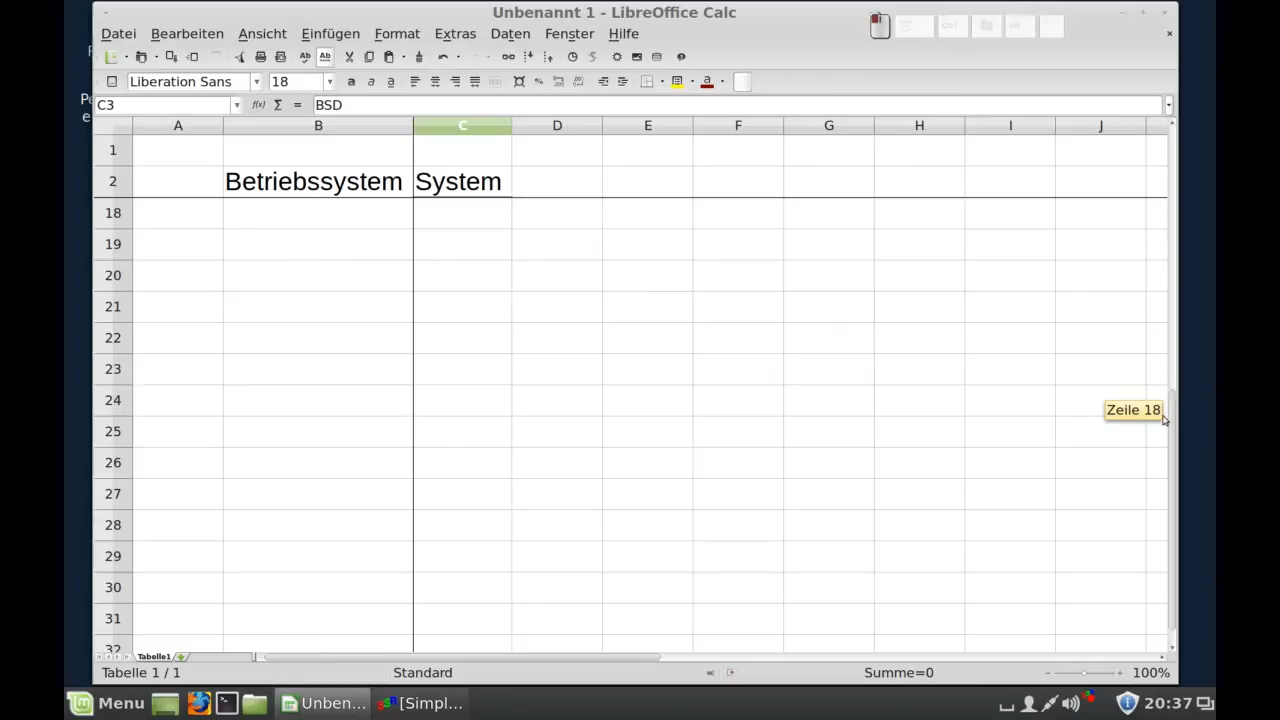 Unbenannt 1 - LibreOffice Calc
Datei Bearbeiten Ansicht Einfügen Format Extras Daten Fenster Hilfe
Liberation Sans 18
C3 BSD
A B C D E F G H I J
1
2 Betriebssystem System
18
19
20
21
22
23
24 Zeile 18
25
26
27
28
29
30
31
32
Tabelle1
Tabelle 1 / 1 Standard Summe=0 100%
Menu Unben... [Simpl... 20:37